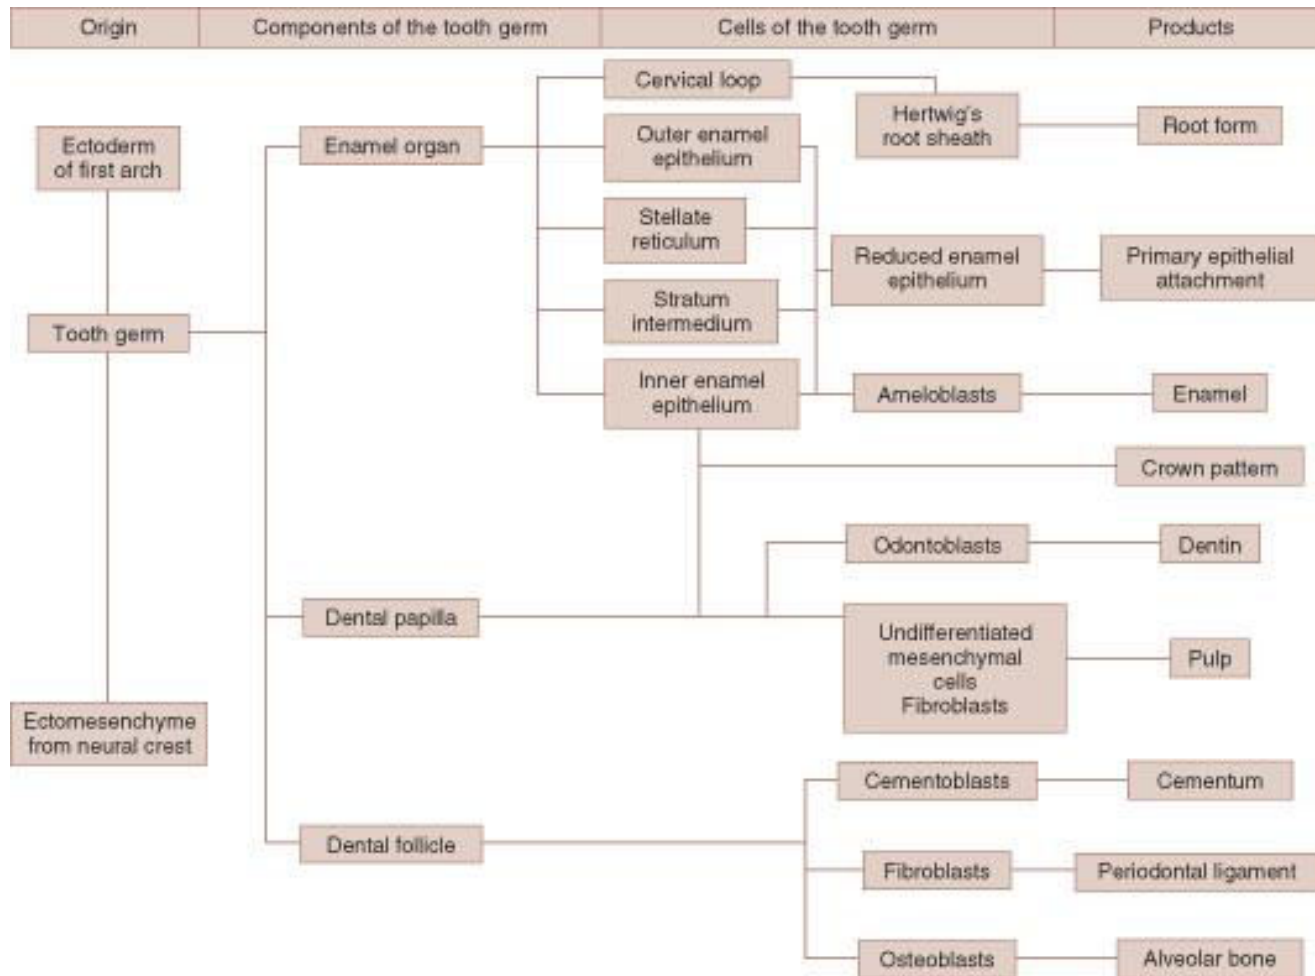 Origin
Components of the tooth germ
Cells of the tooth germ
Products
Cervical loop
Hertwig's
root sheath
Root form
Ectoderm
of first arch
Enamel organ
Outer enamel
epithelium
Stellate
reticulum
Reduced enamel
epithelium
Primary epithelial
attachment
Stratum
intermedium
Tooth germ
Inner enamel
epithelium
Ameloblasts
Enamel
Crown pattern
Odontoblasts
Dentin
Dental papilla
Undifferentiated
mesenchymal
cells
Fibroblasts
Pulp
Ectomesenchyme
from neural crest
Cementoblasts
Cementum
Dental follicle
Fibroblasts
Periodontal ligament
Osteoblasts
Alveolar bone